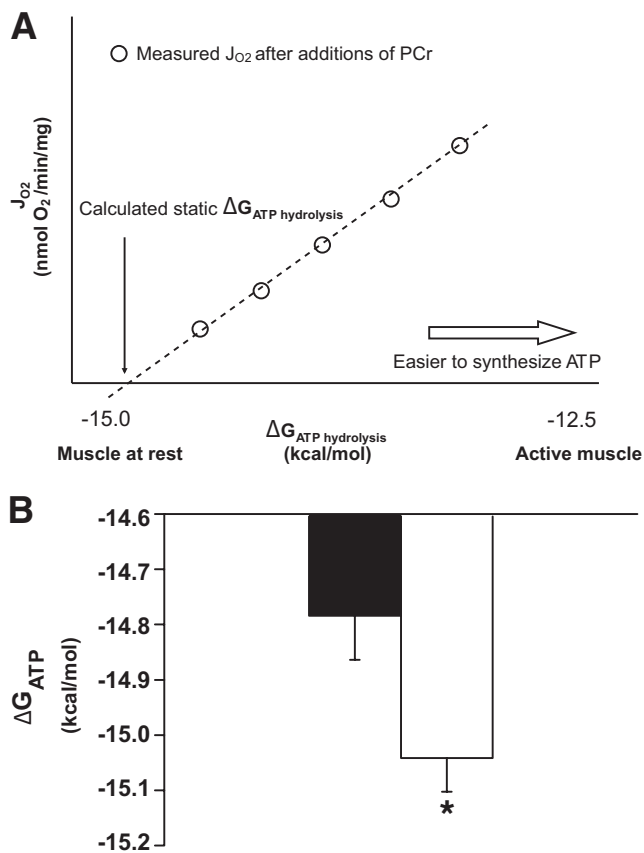 A
Measured JO2 after additions of PCr
JO2
(nmol O2 /min/mg)
Calculated static ΔGATP hydrolysis
Easier to synthesize ATP
-15.0
ΔGATP hydrolysis
-12.5
Muscle at rest
(kcal/mol)
Active muscle
B
-14.6
-14.7
-14.8
-14.9
-15.0
-15.1
-15.2
ΔGATP
(kcal/mol)
*